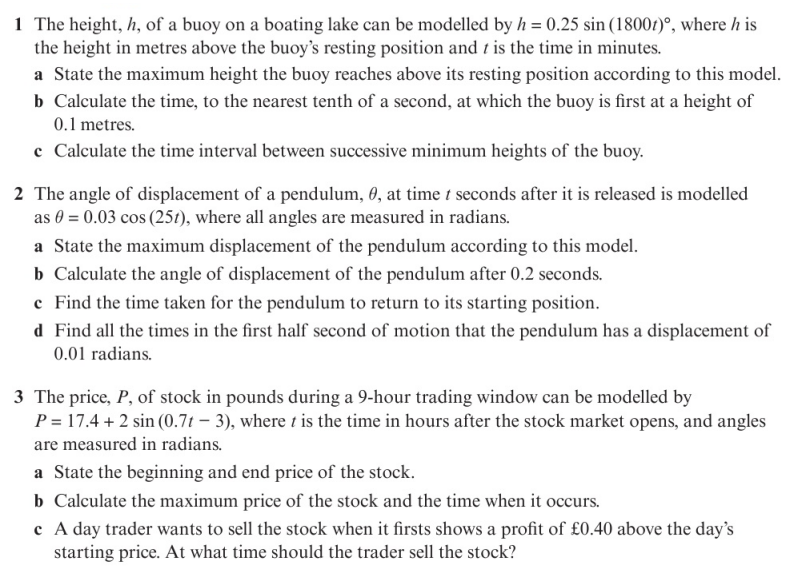 1 The height, h, of a buoy on a boating lake can be modelled by h = 0.25 sin (1800t)°, where h is
the height in metres above the buoy's resting position and t is the time in minutes.
a State the maximum height the buoy reaches above its resting position according to this model.
b Calculate the time, to the nearest tenth of a second, at which the buoy is first at a height of
0.1 metres.
c Calculate the time interval between successive minimum heights of the buoy.
2 The angle of displacement of a pendulum, θ, at time t seconds after it is released is modelled
as θ = 0.03 cos (25t), where all angles are measured in radians.
a State the maximum displacement of the pendulum according to this model.
b Calculate the angle of displacement of the pendulum after 0.2 seconds.
c Find the time taken for the pendulum to return to its starting position.
d Find all the times in the first half second of motion that the pendulum has a displacement of
0.01 radians.
3 The price, P, of stock in pounds during a 9-hour trading window can be modelled by
P = 17.4 + 2 sin (0.7t − 3), where t is the time in hours after the stock market opens, and angles
are measured in radians.
a State the beginning and end price of the stock.
b Calculate the maximum price of the stock and the time when it occurs.
c A day trader wants to sell the stock when it firsts shows a profit of £0.40 above the day's
starting price. At what time should the trader sell the stock?